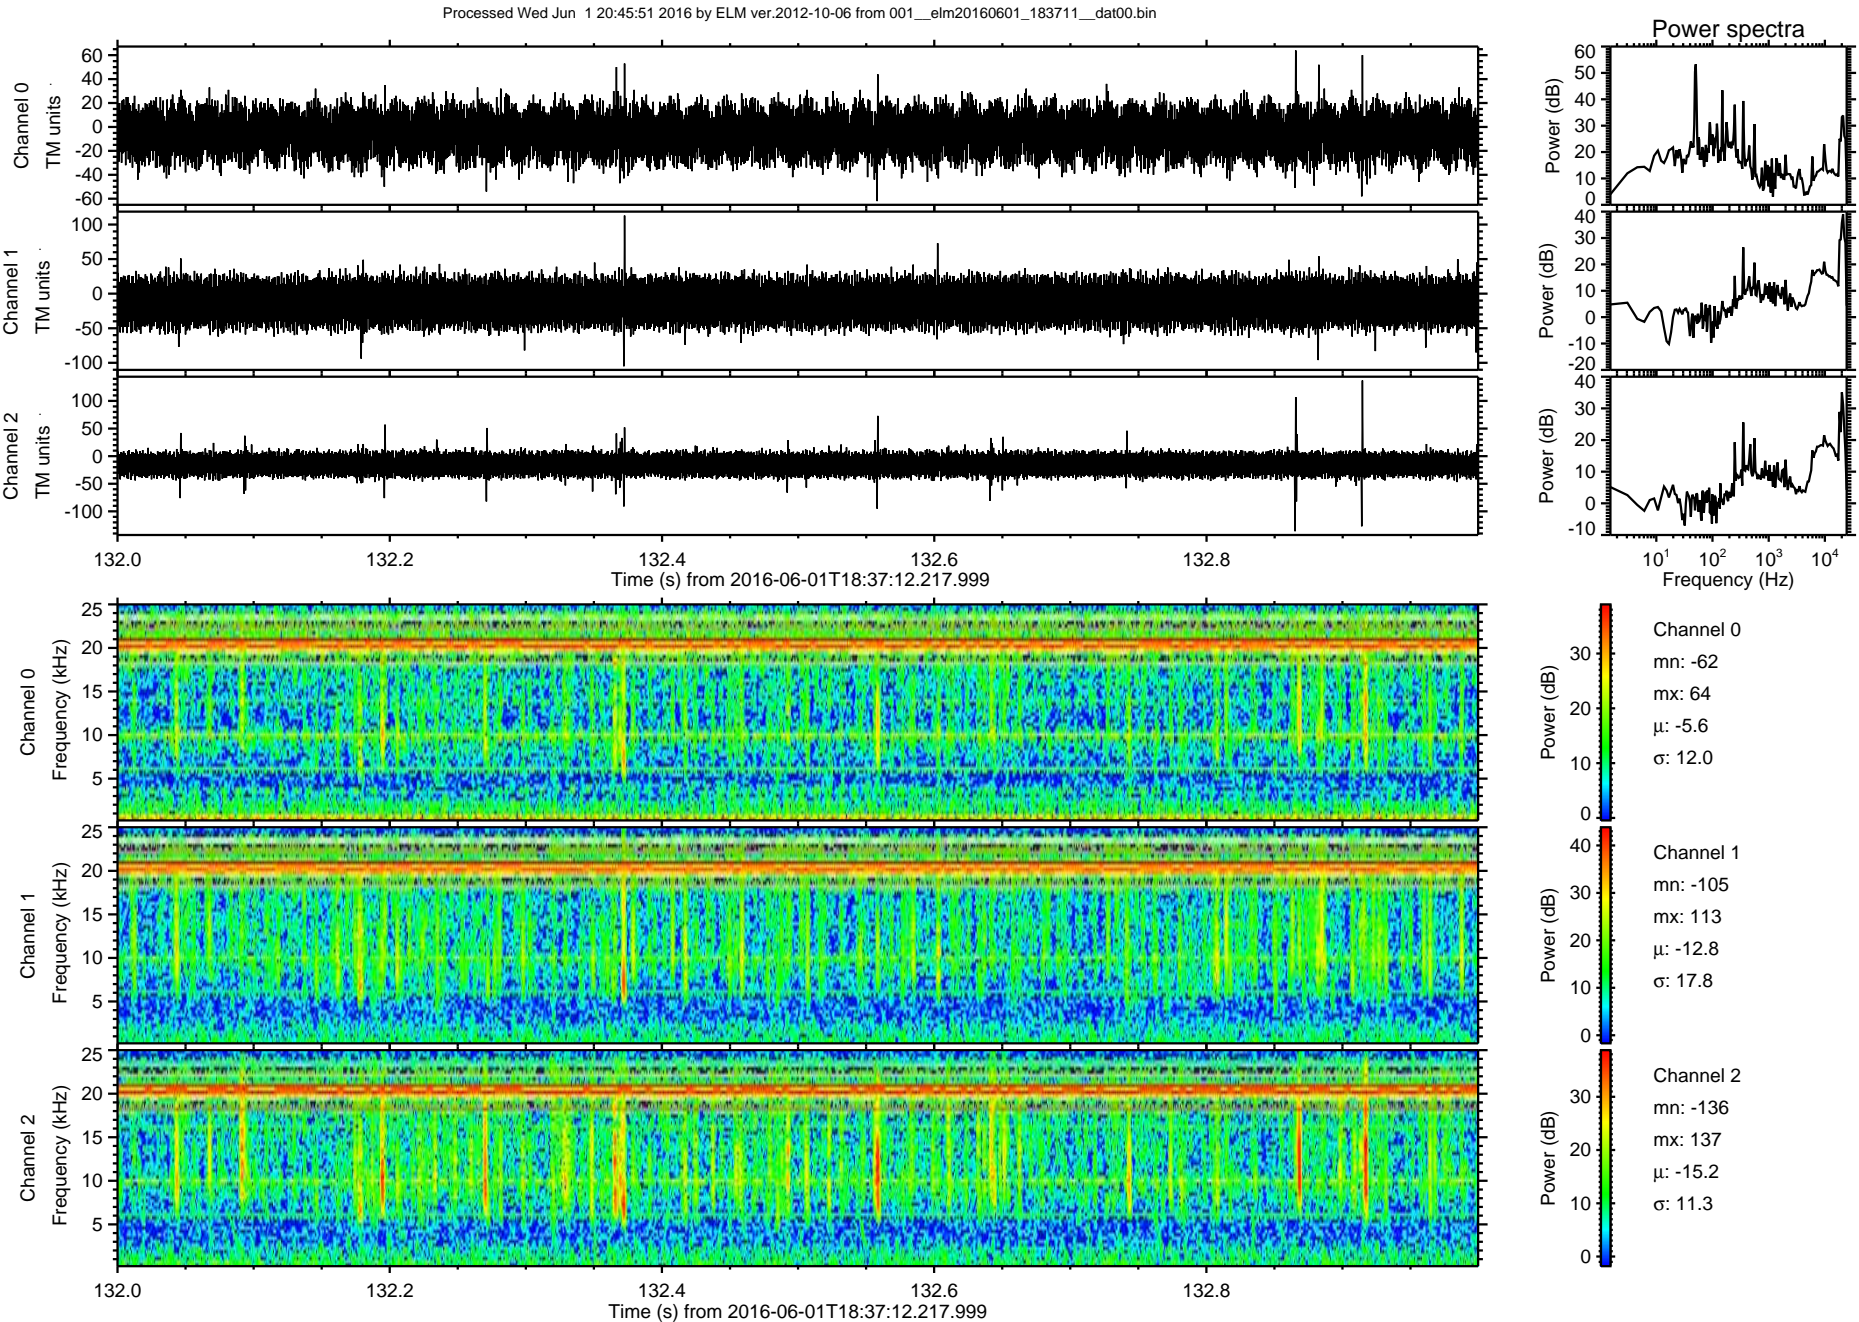 Processed Wed Jun  1 20:45:51 2016 by ELM ver.2012-10-06 from 001__elm20160601_183711__dat00.bin
Power spectra
Channel 0
TM units
60
40
20
0
-20
-40
-60
Power (dB)
60
50
40
30
20
10
0
Channel 1
TM units
100
50
0
-50
-100
Power (dB)
40
30
20
10
0
-10
-20
Channel 2
TM units
100
50
0
-50
-100
Power (dB)
40
30
20
10
0
-10
132.0 132.2 132.4 132.6 132.8
Time (s) from 2016-06-01T18:37:12.217.999
10^1 10^2 10^3 10^4
Frequency (Hz)
Channel 0
Frequency (kHz)
25
20
15
10
5
Power (dB)
30
20
10
0
Channel 0
mn: -62
mx: 64
μ: -5.6
σ: 12.0
Channel 1
Frequency (kHz)
25
20
15
10
5
Power (dB)
40
30
20
10
0
Channel 1
mn: -105
mx: 113
μ: -12.8
σ: 17.8
Channel 2
Frequency (kHz)
25
20
15
10
5
Power (dB)
30
20
10
0
Channel 2
mn: -136
mx: 137
μ: -15.2
σ: 11.3
132.0 132.2 132.4 132.6 132.8
Time (s) from 2016-06-01T18:37:12.217.999